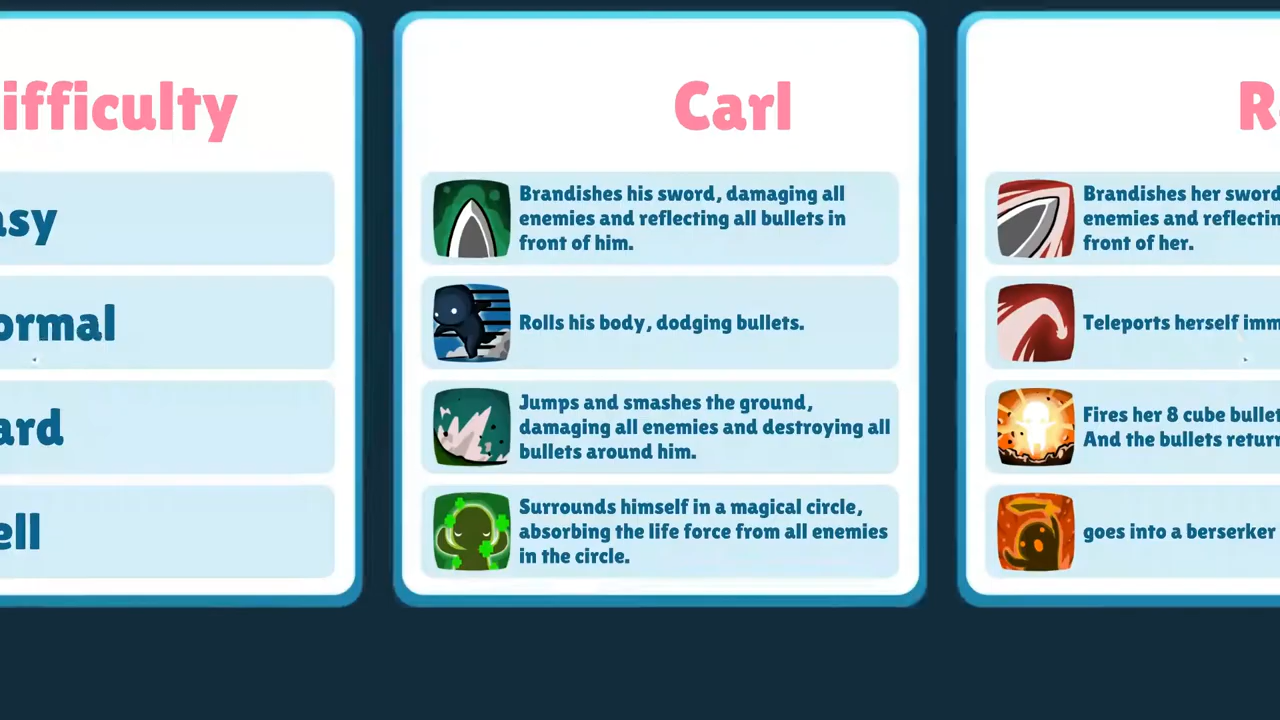 ifficulty
asy
ormal
ard
ell
Carl
Brandishes his sword, damaging all
enemies and reflecting all bullets in
front of him.
Rolls his body, dodging bullets.
Jumps and smashes the ground,
damaging all enemies and destroying all
bullets around him.
Surrounds himself in a magical circle,
absorbing the life force from all enemies
in the circle.
R
Brandishes her sword
enemies and reflectin
front of her.
Teleports herself imm
Fires her 8 cube bullet
And the bullets return
goes into a berserker